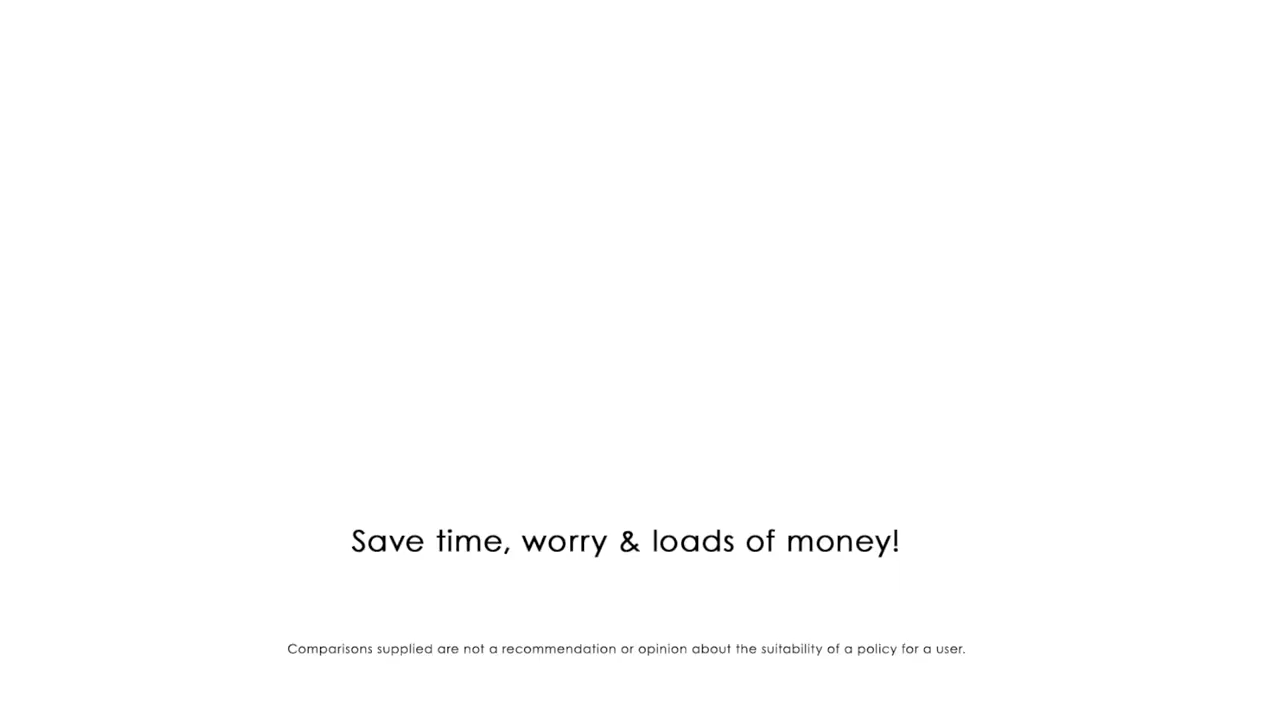 Save time, worry & loads of money!
Comparisons supplied are not a recommendation or opinion about the suitability of a policy for a user.